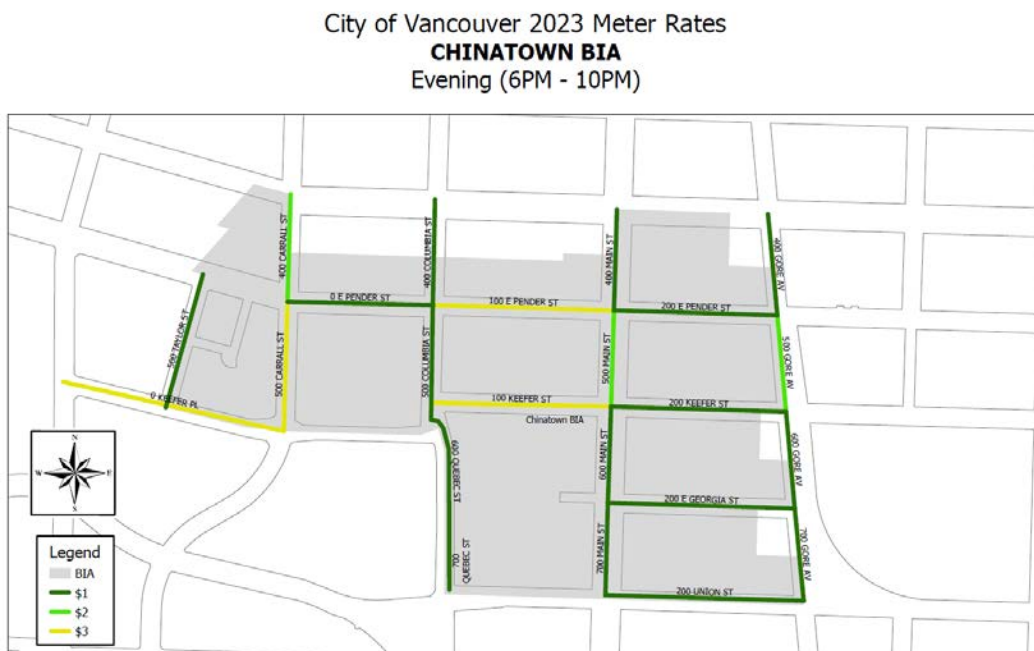 City of Vancouver 2023 Meter Rates
CHINATOWN BIA
Evening (6PM - 10PM)
400 CARRALL ST
400 COLUMBIA ST
400 MAIN ST
400 GORE AV
0 E PENDER ST
100 E PENDER ST
200 E PENDER ST
500 TAYLOR ST
500 CARRALL ST
500 COLUMBIA ST
500 MAIN ST
500 GORE AV
0 KEEFER PL
100 KEEFER ST
200 KEEFER ST
Chinatown BIA
600 QUEBEC ST
600 MAIN ST
600 GORE AV
200 E GEORGIA ST
700
QUEBEC ST
700 MAIN ST
700 GORE AV
200 UNION ST
N
W
E
S
Legend
BIA
$1
$2
$3